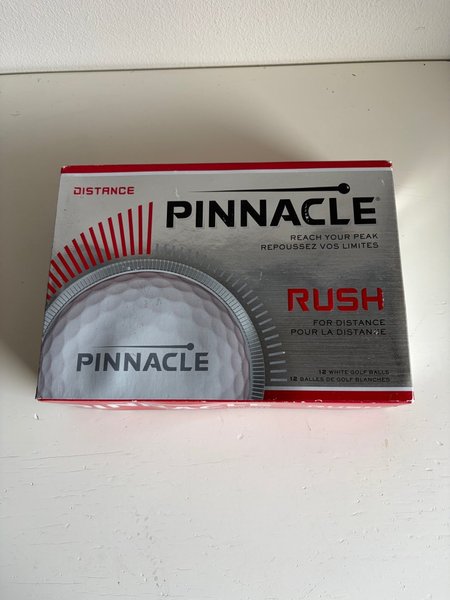 DISTANCE
PINNACLE®
REACH YOUR PEAK
REPOUSSEZ VOS LIMITES
RUSH
FOR DISTANCE
POUR LA DISTANCE
PINNACLE
12 WHITE GOLF BALLS
12 BALLES DE GOLF BLANCHES